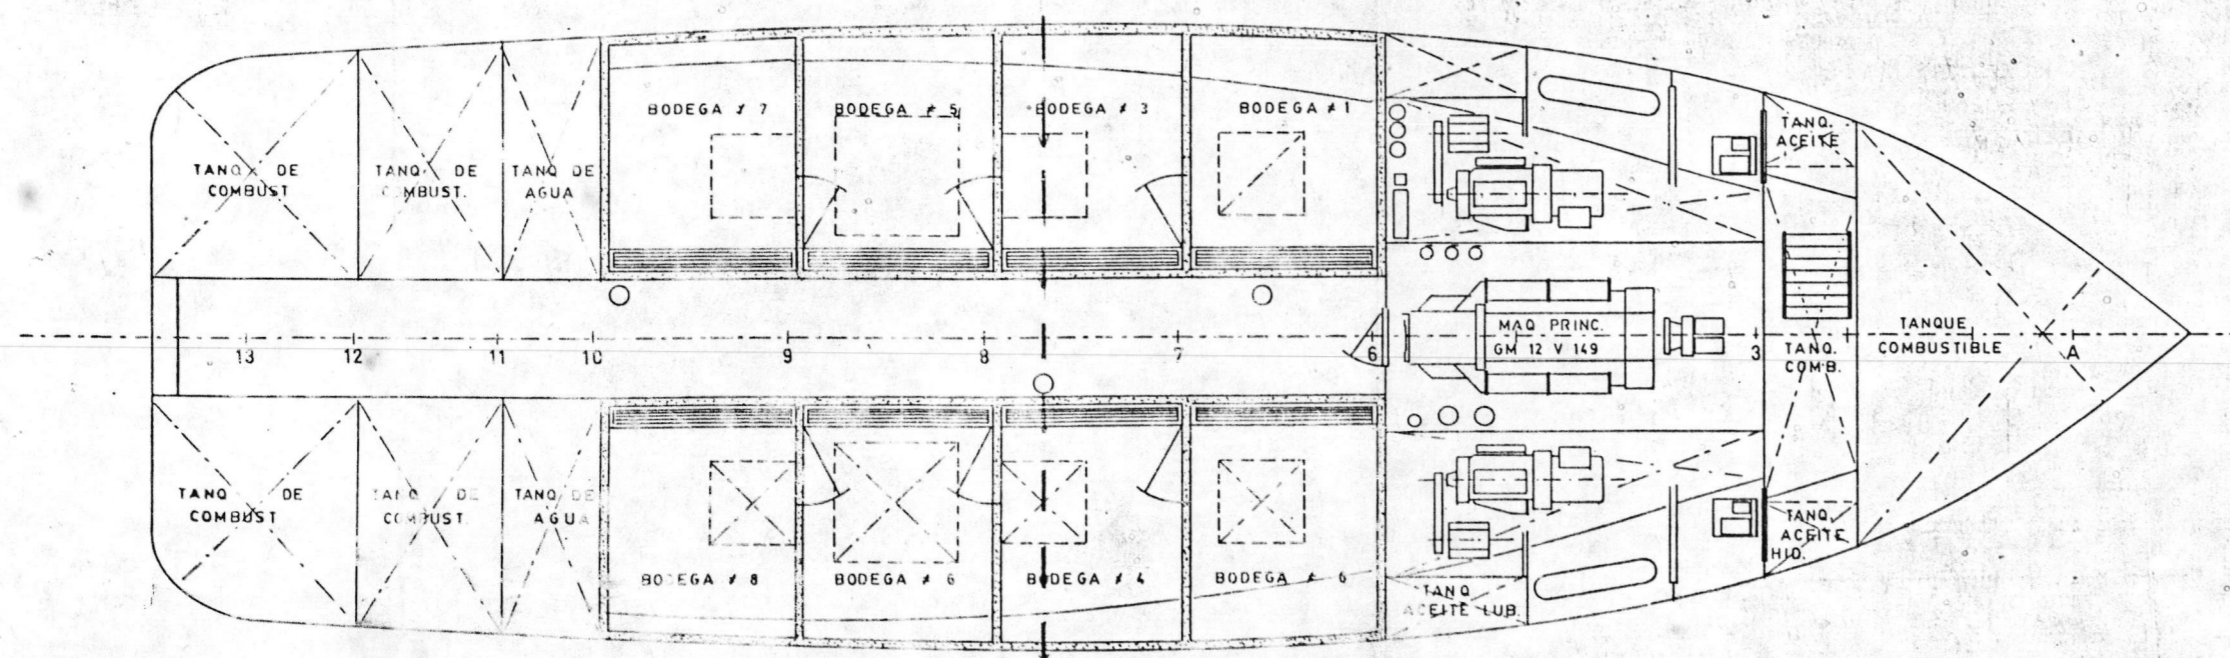 BODEGA # 7
BODEGA # 5
BODEGA # 3
BODEGA # 1
TANQ. DE
COMBUST
TANQ. DE
MBUST.
TANQ DE
AGUA
TANQ.
ACEITE
13
12
11
10
9
8
7
6
3
A
MAQ PRINC.
GM 12 V 149
TANQ.
COMB.
TANQUE
COMBUSTIBLE
TANQ DE
COMBUST
TANQ DE
COMBUST
TANQ DE
AGUA
BODEGA # 8
BODEGA # 6
BODEGA # 4
BODEGA # 6
TANQ
ACEITE LUB.
TANQ.
ACEITE
HID.